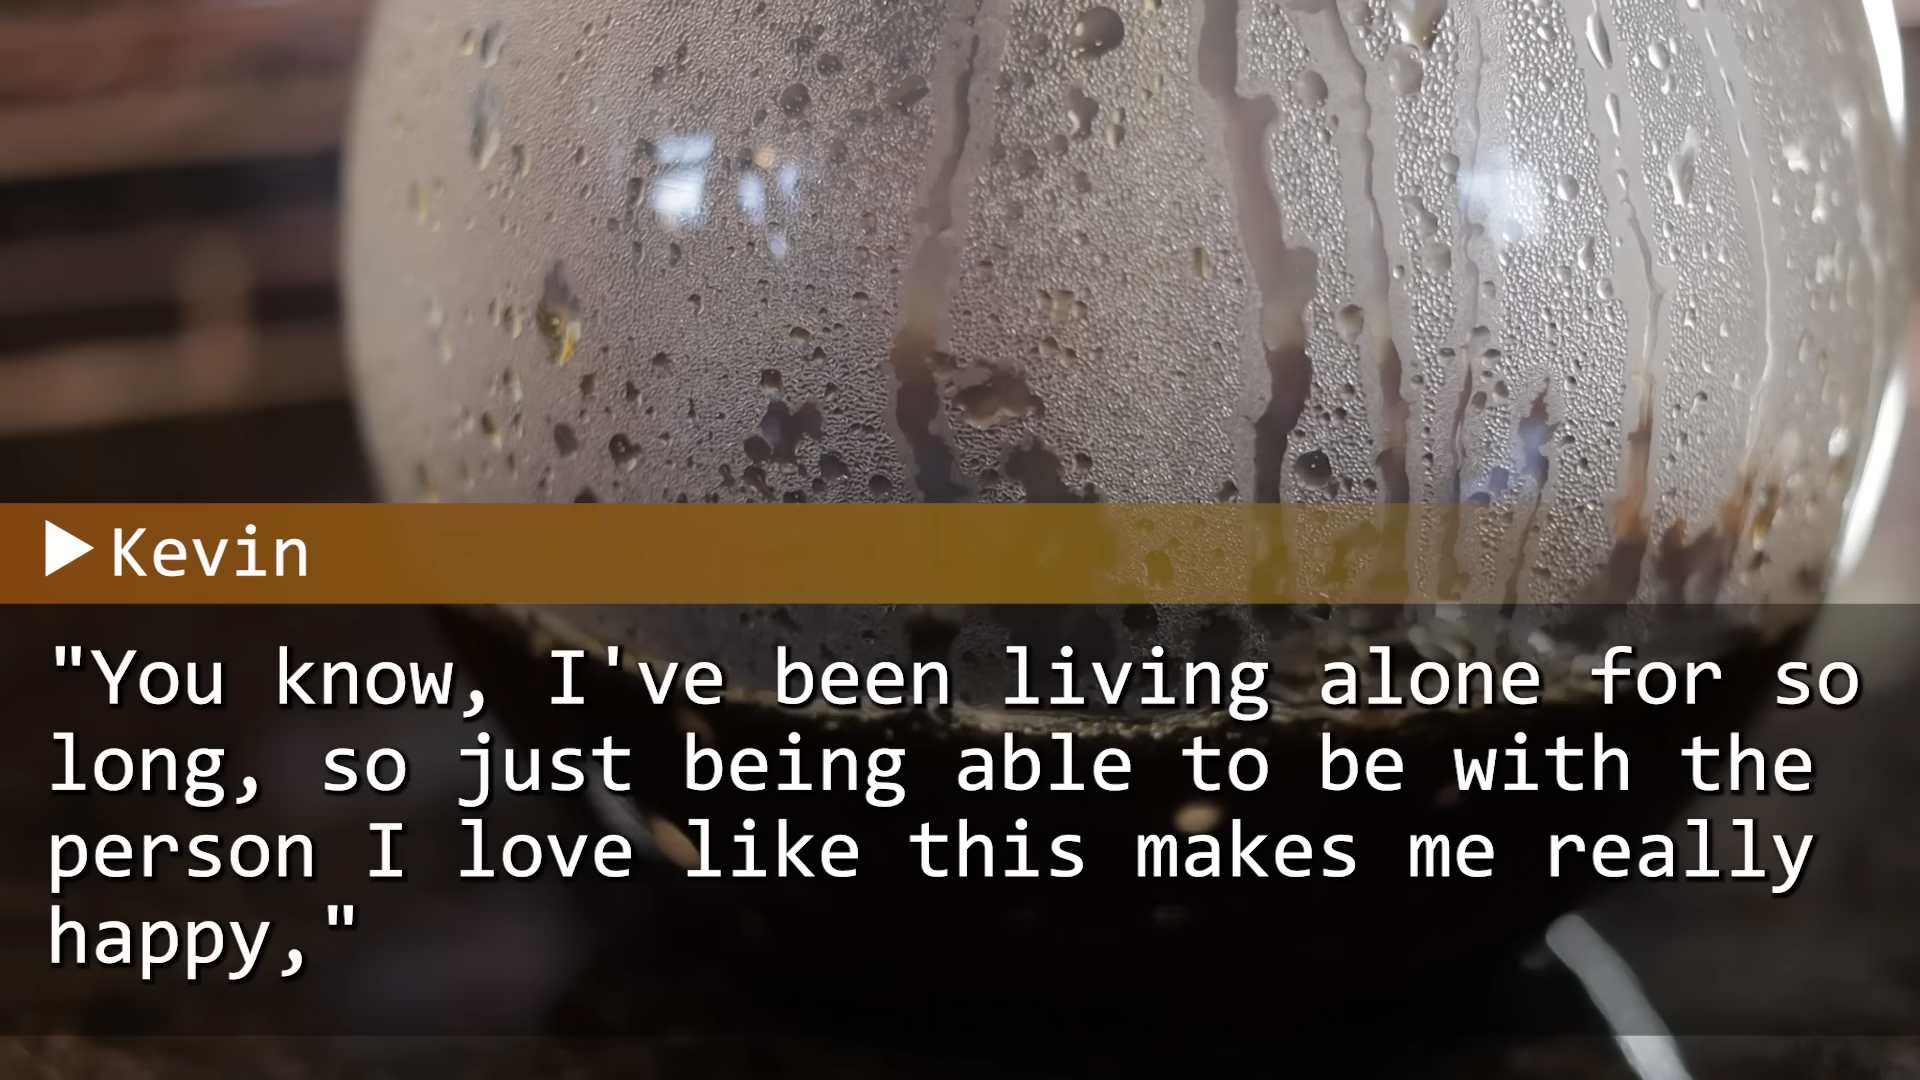 Kevin
"You know, I've been living alone for so
long, so just being able to be with the
person I love like this makes me really
happy,"